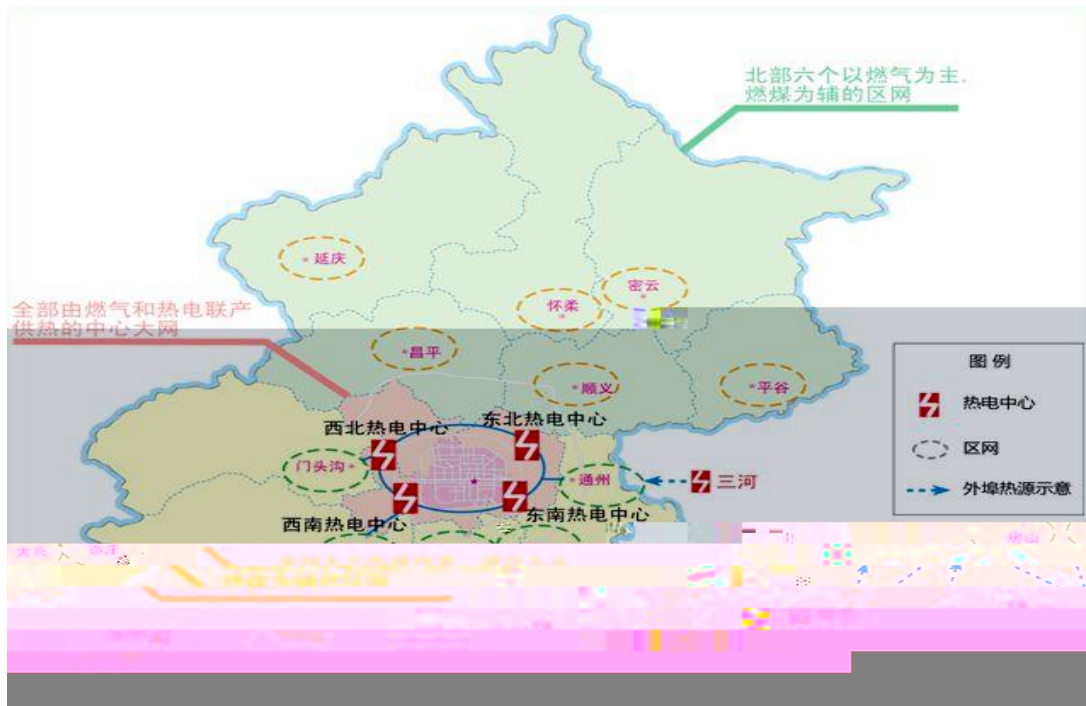 北部六个以燃气为主,
燃煤为辅的区网
延庆
密云
怀柔
全部由燃气和热电联产
供热的中心大网
昌平
顺义
平谷
图例
热电中心
区网
外埠热源示意
西北热电中心
东北热电中心
门头沟
通州
三河
西南热电中心
东南热电中心
房山